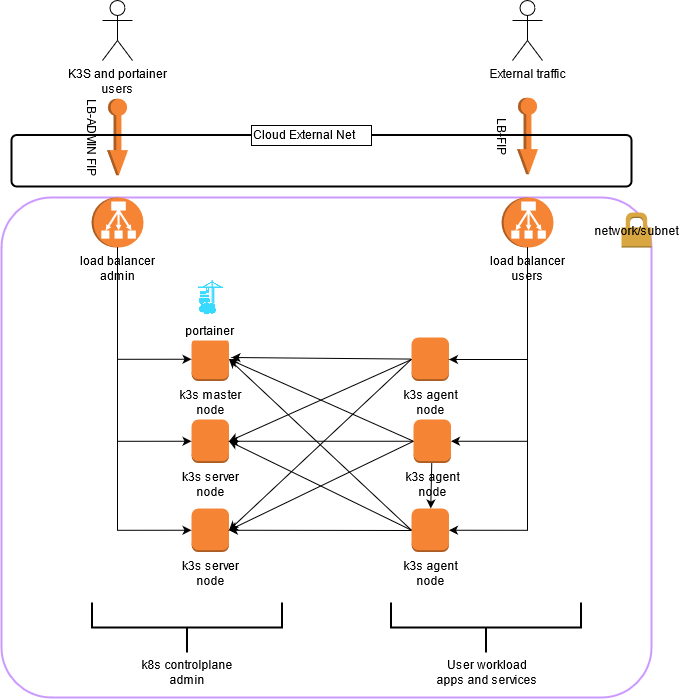 K3S and portainer
users
External traffic
LB-ADMIN FIP
LB-FIP
Cloud External Net
network/subnet
load balancer
admin
load balancer
users
portainer
k3s master
node
k3s agent
node
k3s server
node
k3s agent
node
k3s server
node
k3s agent
node
k8s controlplane
admin
User workload
apps and services